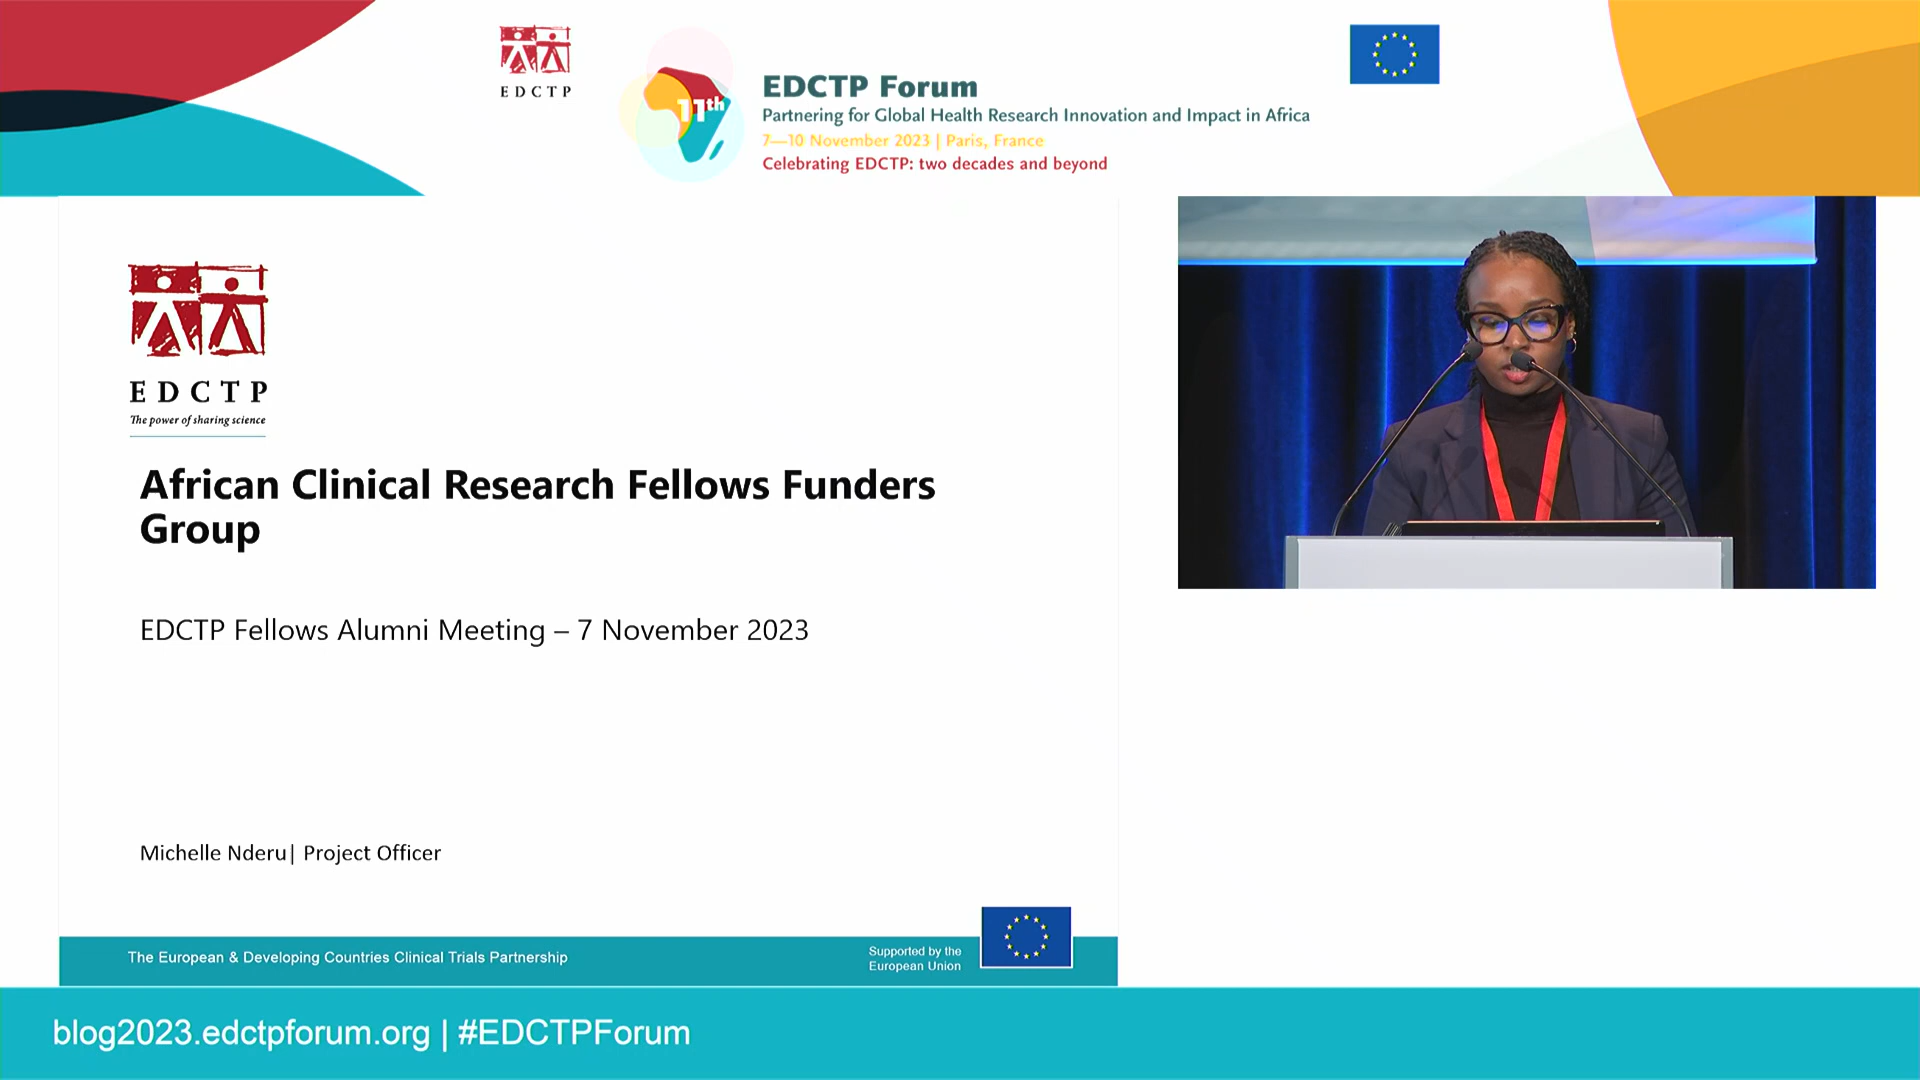 EDCTP
11th
EDCTP Forum
Partnering for Global Health Research Innovation and Impact in Africa
7—10 November 2023 | Paris, France
Celebrating EDCTP: two decades and beyond
EDCTP
The power of sharing science
African Clinical Research Fellows Funders
Group
EDCTP Fellows Alumni Meeting – 7 November 2023
Michelle Nderu| Project Officer
The European & Developing Countries Clinical Trials Partnership
Supported by the
European Union
blog2023.edctpforum.org | #EDCTPForum